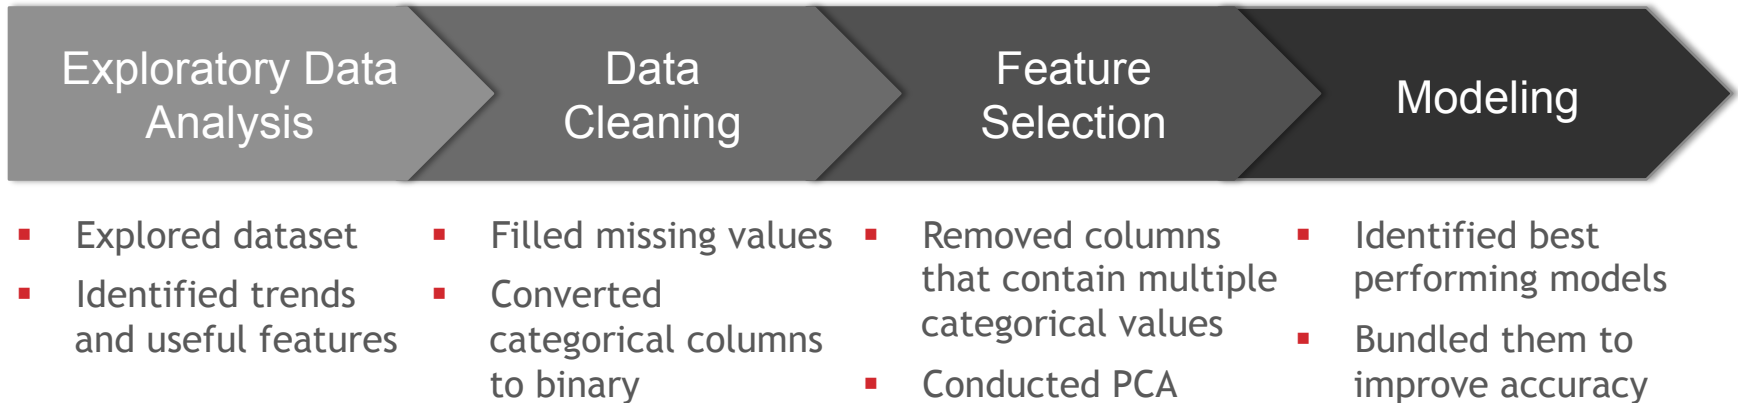 Exploratory Data
Analysis
Data
Cleaning
Feature
Selection
Modeling
▪ Explored dataset
▪ Identified trends
and useful features
▪ Filled missing values
▪ Converted
categorical columns
to binary
▪ Removed columns
that contain multiple
categorical values
▪ Conducted PCA
▪ Identified best
performing models
▪ Bundled them to
improve accuracy